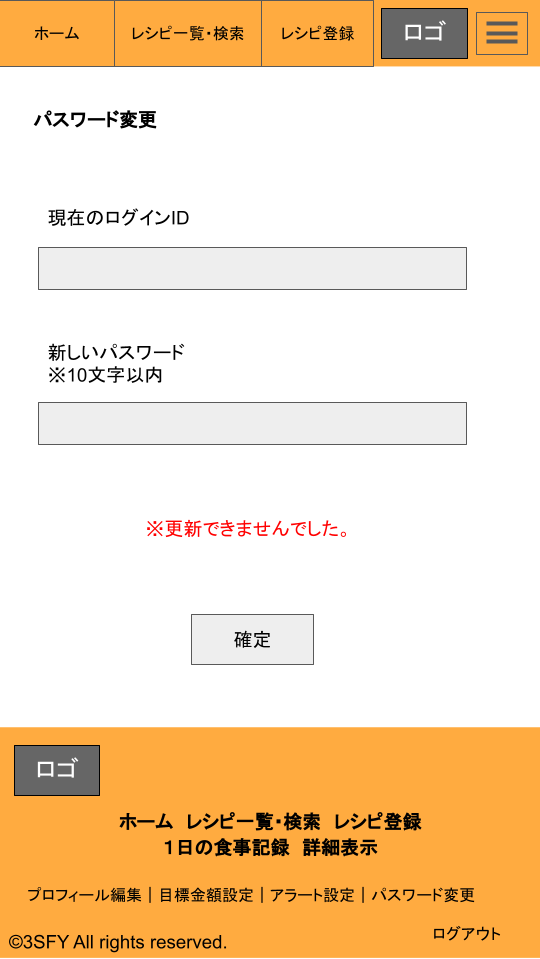 ホーム レシピ一覧・検索 レシピ登録 ロゴ
パスワード変更
現在のログインID
新しいパスワード
※10文字以内
※更新できませんでした。
確定
ロゴ
ホーム レシピ一覧・検索 レシピ登録
１日の食事記録 詳細表示
プロフィール編集 | 目標金額設定 | アラート設定 | パスワード変更
ログアウト
©3SFY All rights reserved.